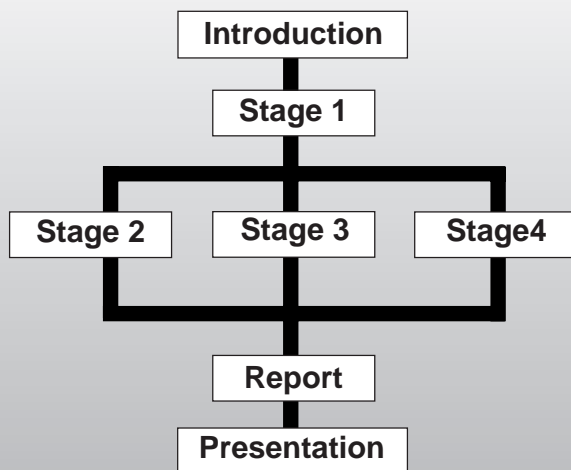 Introduction
Stage 1
Stage 2
Stage 3
Stage4
Report
Presentation